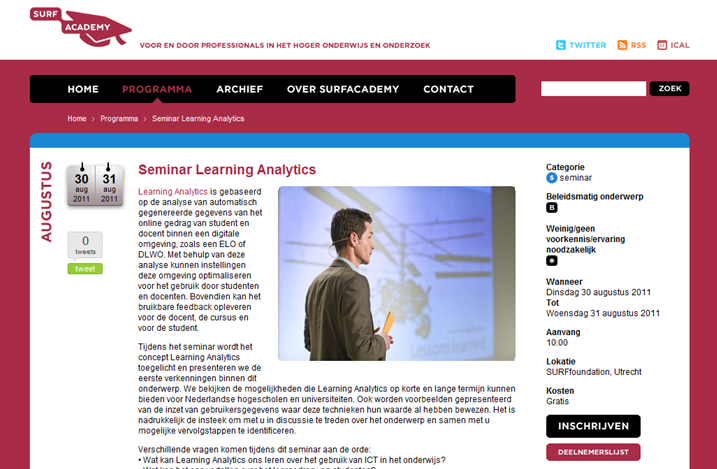 SURF
ACADEMY
VOOR EN DOOR PROFESSIONALS IN HET HOGER ONDERWIJS EN ONDERZOEK
TWITTER
RSS
ICAL
HOME
PROGRAMMA
ARCHIEF
OVER SURFACADEMY
CONTACT
ZOEK
Home > Programma > Seminar Learning Analytics
AUGUSTUS
30
aug
2011
31
aug
2011
0
tweets
tweet
Seminar Learning Analytics
Learning Analytics is gebaseerd
op de analyse van automatisch
gegenereerde gegevens van het
online gedrag van student en
docent binnen een digitale
omgeving, zoals een ELO of
DLWO. Met behulp van deze
analyse kunnen instellingen
deze omgeving optimaliseren
voor het gebruik door studenten
en docenten. Bovendien kan het
bruikbare feedback opleveren
voor de docent, de cursus en
voor de student.
Lessons learned
Tijdens het seminar wordt het
concept Learning Analytics
toegelicht en presenteren we de
eerste verkenningen binnen dit
onderwerp. We bekijken de mogelijkheden die Learning Analytics op korte en lange termijn kunnen
bieden voor Nederlandse hogescholen en universiteiten. Ook worden voorbeelden gepresenteerd
van de inzet van gebruikersgegevens waar deze technieken hun waarde al hebben bewezen. Het is
nadrukkelijk de insteek om met u in discussie te treden over het onderwerp en samen met u
mogelijke vervolgstappen te identificeren.
Verschillende vragen komen tijdens dit seminar aan de orde:
• Wat kan Learning Analytics ons leren over het gebruik van ICT in het onderwijs?
Categorie
S seminar
Beleidsmatig onderwerp
B
Weinig/geen
voorkennis/ervaring
noodzakelijk
*
Wanneer
Dinsdag 30 augustus 2011
Tot
Woensdag 31 augustus 2011
Aanvang
10:00
Lokatie
SURFfoundation, Utrecht
Kosten
Gratis
INSCHRIJVEN
DEELNEMERSLIJST